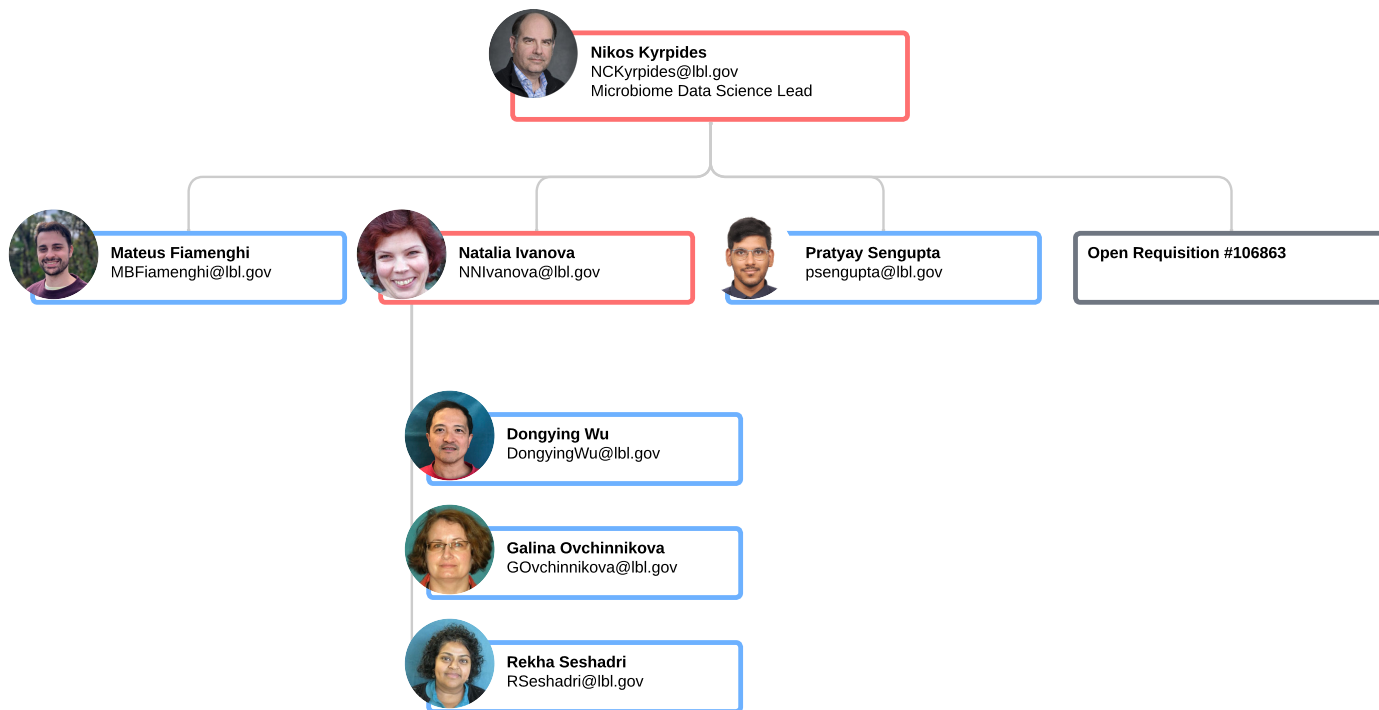 Nikos Kyrpides
NCKyrpides@lbl.gov
Microbiome Data Science Lead
Mateus Fiamenghi
MBFiamenghi@lbl.gov
Natalia Ivanova
NNIvanova@lbl.gov
Pratyay Sengupta
psengupta@lbl.gov
Open Requisition #106863
Dongying Wu
DongyingWu@lbl.gov
Galina Ovchinnikova
GOvchinnikova@lbl.gov
Rekha Seshadri
RSeshadri@lbl.gov